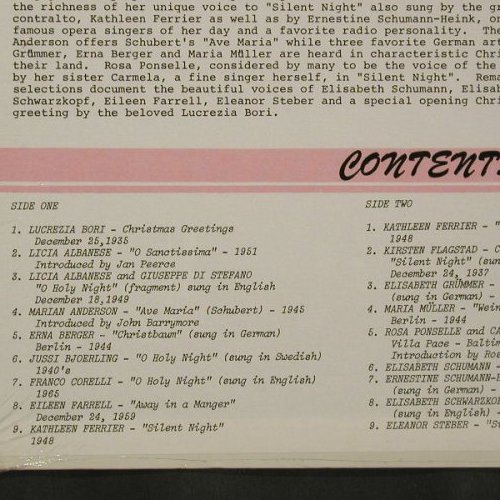 the richness of her unique voice to "Silent Night" also sung by the
contralto, Kathleen Ferrier as well as by Ernestine Schumann-Heink,
famous opera singers of her day and a favorite radio personality. The
Anderson offers Schubert's "Ave Maria" while three favorite German
Grümmer, Erna Berger and Maria Müller are heard in characteristic
their land. Rosa Ponselle, considered by many to be the voice of the
by her sister Carmela, a fine singer herself, in "Silent Night".
selections document the beautiful voices of Elisabeth Schumann,
Schwarzkopf, Eileen Farrell, Eleanor Steber and a special opening
greeting by the beloved Lucrezia Bori.
CONTENTS
SIDE ONE
1. LUCREZIA BORI - Christmas Greetings
December 25,1935
2. LICIA ALBANESE - "O Sanctissima" - 1951
Introduced by Jan Peerce
3. LICIA ALBANESE and GIUSEPPE DI STEFANO
"O Holy Night" (fragment) sung in English
December 18,1949
4. MARIAN ANDERSON - "Ave Maria" (Schubert) - 1945
Introduced by John Barrymore
5. ERNA BERGER - "Christbaum" (sung in German)
Berlin - 1944
6. JUSSI BJOERLING - "O Holy Night" (sung in Swedish)
1940's
7. FRANCO CORELLI - "O Holy Night" (sung in English)
1965
8. EILEEN FARRELL - "Away in a Manger"
December 24, 1959
9. KATHLEEN FERRIER - "Silent Night"
1948
SIDE TWO
1. KATHLEEN FERRIER -
1948
2. KIRSTEN FLAGSTAD -
"Silent Night"
December 24, 1937
3. ELISABETH GRÜMMER -
(sung in German) -
4. MARIA MÜLLER -
Berlin - 1944
5. ROSA PONSELLE and
Villa Pace -
Introduction by
6. ELISABETH SCHUMANN -
7. ERNESTINE
(sung in German) -
8. ELISABETH
(sung in English) -
9. ELEANOR STEBER -